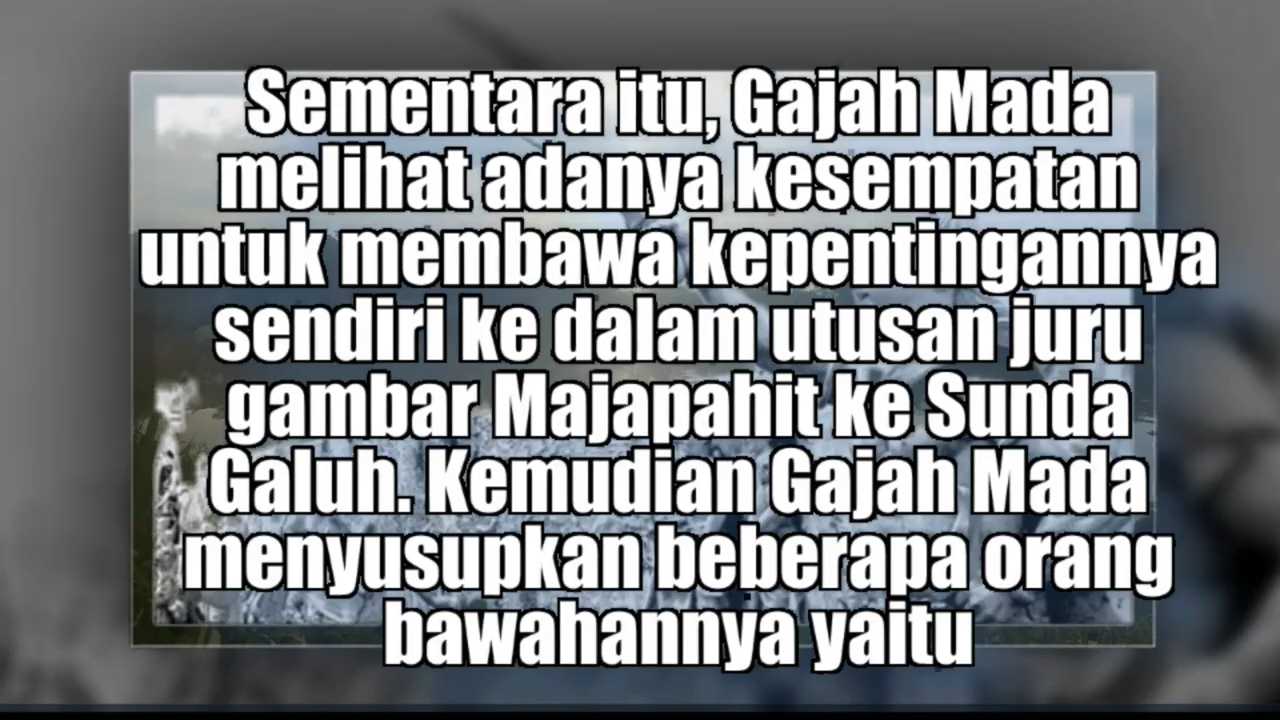 Sementara itu, Gajah Mada
melihat adanya kesempatan
untuk membawa kepentingannya
sendiri ke dalam utusan juru
gambar Majapahit ke Sunda
Galuh. Kemudian Gajah Mada
menyusupkan beberapa orang
bawahannya yaitu